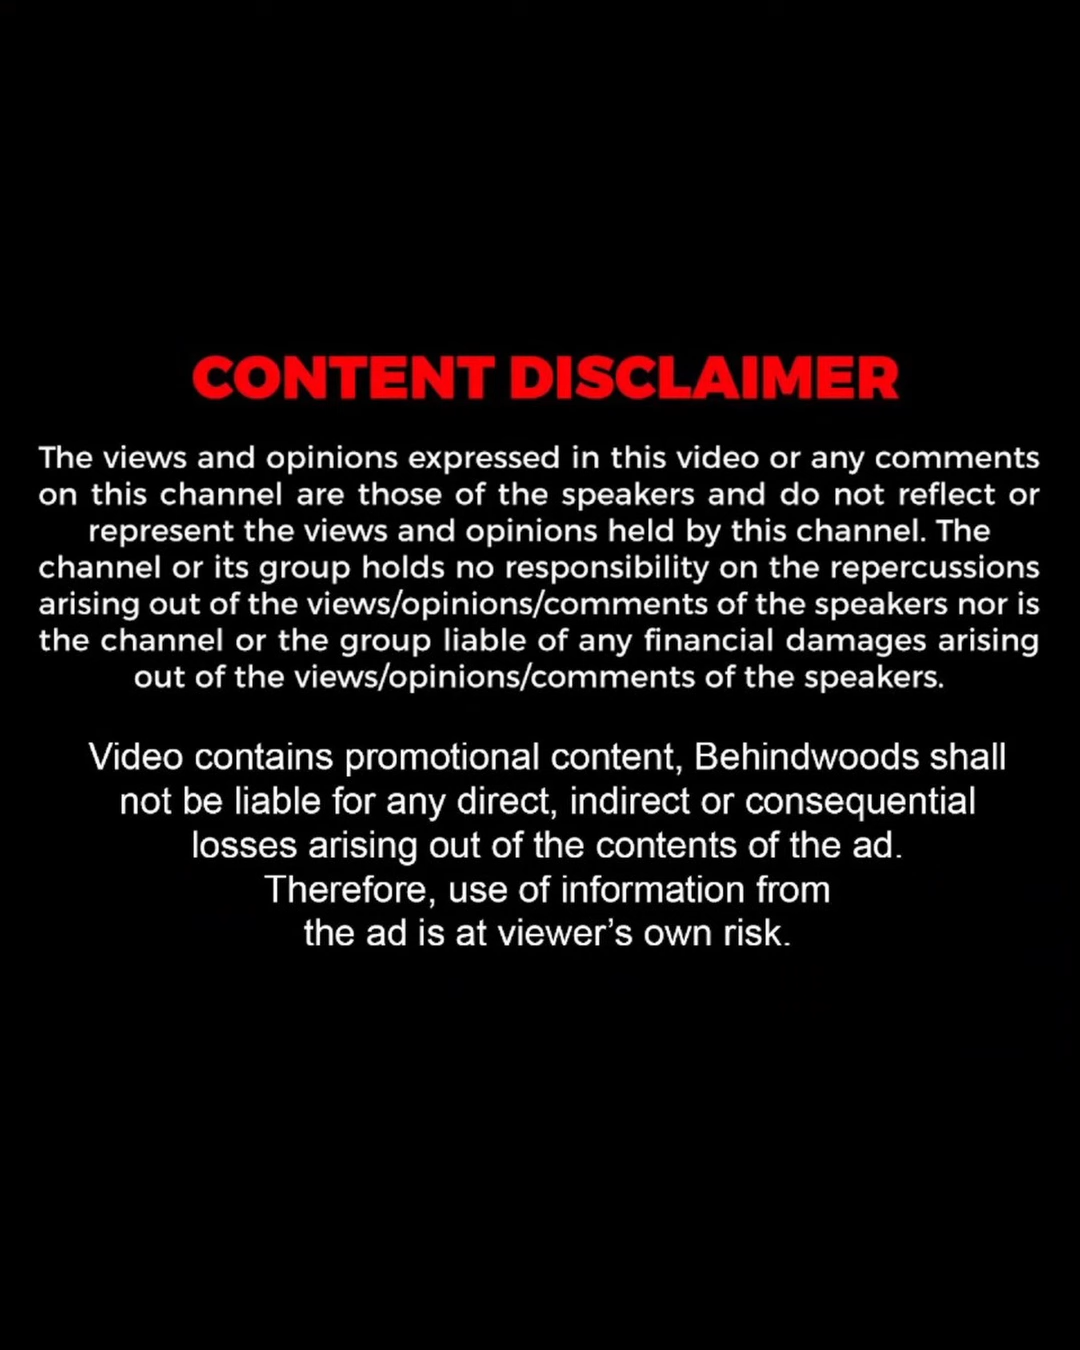 CONTENT DISCLAIMER
The views and opinions expressed in this video or any comments
on this channel are those of the speakers and do not reflect or
represent the views and opinions held by this channel. The
channel or its group holds no responsibility on the repercussions
arising out of the views/opinions/comments of the speakers nor is
the channel or the group liable of any financial damages arising
out of the views/opinions/comments of the speakers.
Video contains promotional content, Behindwoods shall
not be liable for any direct, indirect or consequential
losses arising out of the contents of the ad.
Therefore, use of information from
the ad is at viewer’s own risk.